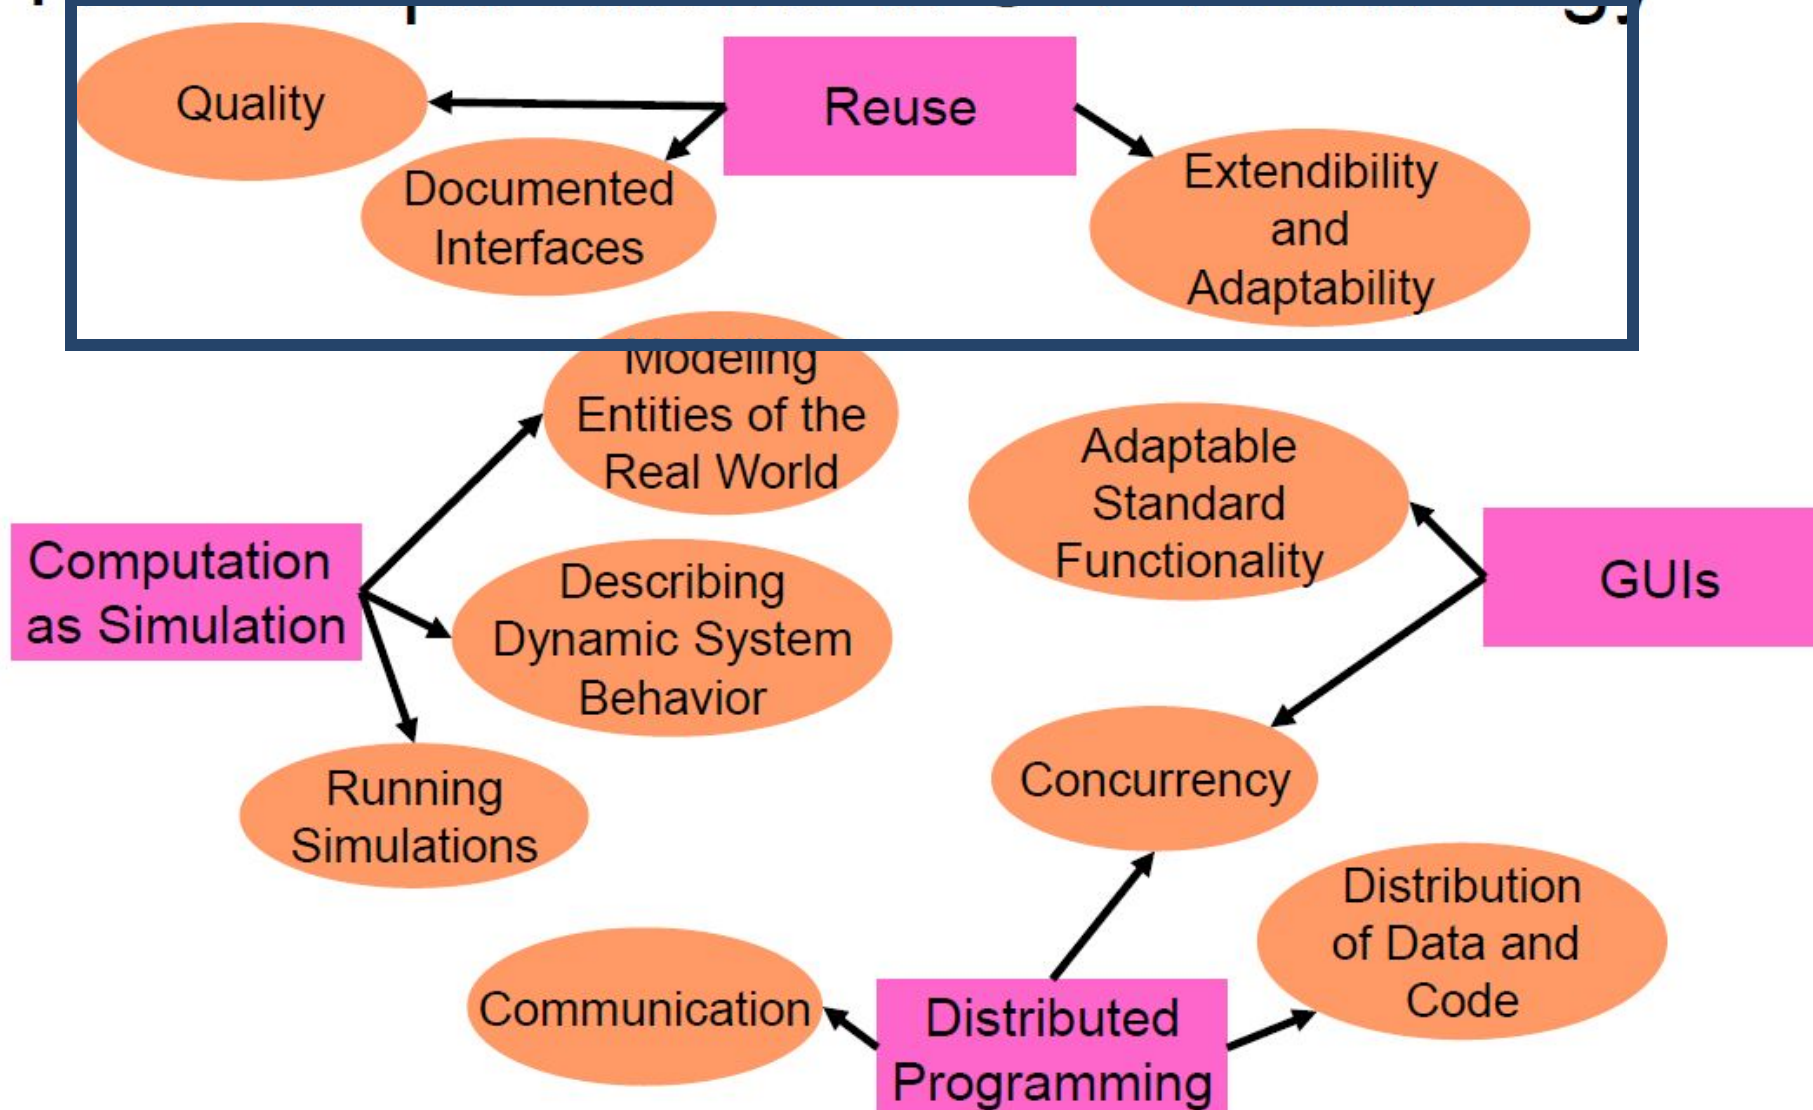 Quality
Reuse
Documented
Interfaces
Extendibility
and
Adaptability
Modeling
Entities of the
Real World
Adaptable
Standard
Functionality
Computation
as Simulation
GUIs
Describing
Dynamic System
Behavior
Concurrency
Running
Simulations
Distribution
of Data and
Code
Communication
Distributed
Programming